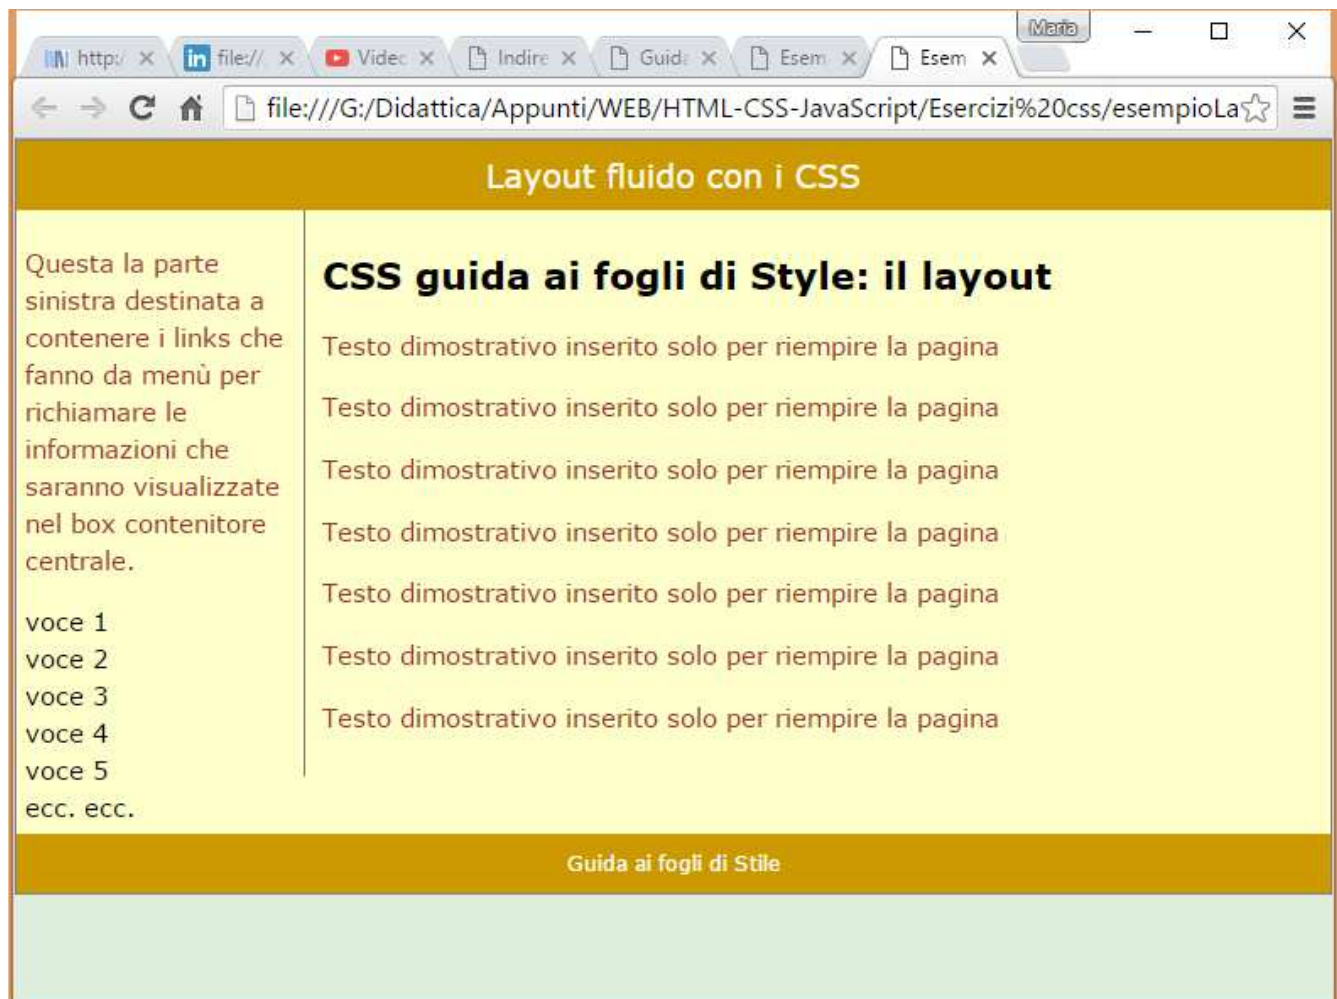 Maria
http:/
file://
Videc
Indire
Guida
Esem
Esem
file:///G:/Didattica/Appunti/WEB/HTML-CSS-JavaScript/Esercizi%20css/esempioLa
Layout fluido con i CSS
Questa la parte
sinistra destinata a
contenere i links che
fanno da menù per
richiamare le
informazioni che
saranno visualizzate
nel box contenitore
centrale.
voce 1
voce 2
voce 3
voce 4
voce 5
ecc. ecc.
CSS guida ai fogli di Style: il layout
Testo dimostrativo inserito solo per riempire la pagina
Testo dimostrativo inserito solo per riempire la pagina
Testo dimostrativo inserito solo per riempire la pagina
Testo dimostrativo inserito solo per riempire la pagina
Testo dimostrativo inserito solo per riempire la pagina
Testo dimostrativo inserito solo per riempire la pagina
Testo dimostrativo inserito solo per riempire la pagina
Guida ai fogli di Stile